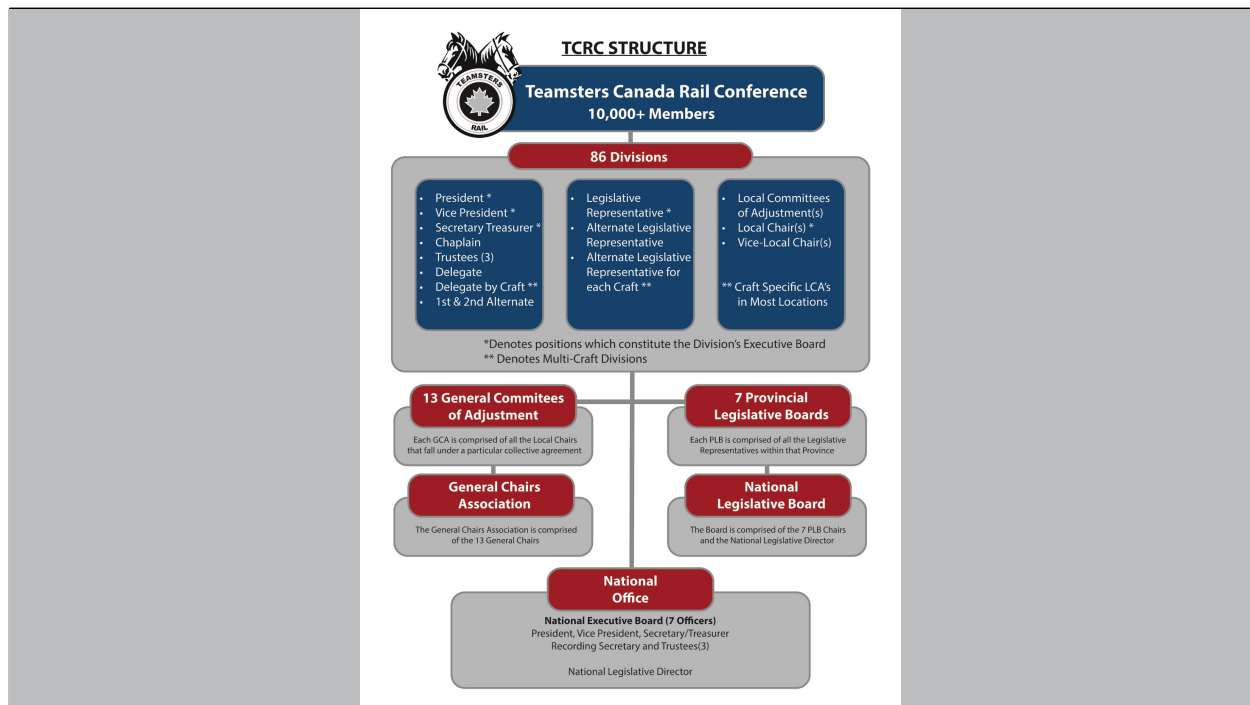 TCRC STRUCTURE
TEAMSTERS
RAIL
Teamsters Canada Rail Conference
10,000+ Members
86 Divisions
• President *
• Vice President *
• Secretary Treasurer *
• Chaplain
• Trustees (3)
• Delegate
• Delegate by Craft **
• 1st & 2nd Alternate
• Legislative
Representative *
• Alternate Legislative
Representative
• Alternate Legislative
Representative for
each Craft **
• Local Committees
of Adjustment(s)
• Local Chair(s) *
• Vice-Local Chair(s)
** Craft Specific LCA's
in Most Locations
*Denotes positions which constitute the Division's Executive Board
** Denotes Multi-Craft Divisions
13 General Commitees
of Adjustment
Each GCA is comprised of all the Local Chairs
that fall under a particular collective agreement
7 Provincial
Legislative Boards
Each PLB is comprised of all the Legislative
Representatives within that Province
General Chairs
Association
The General Chairs Association is comprised
of the 13 General Chairs
National
Legislative Board
The Board is comprised of the 7 PLB Chairs
and the National Legislative Director
National
Office
National Executive Board (7 Officers)
President, Vice President, Secretary/Treasurer
Recording Secretary and Trustees(3)
National Legislative Director